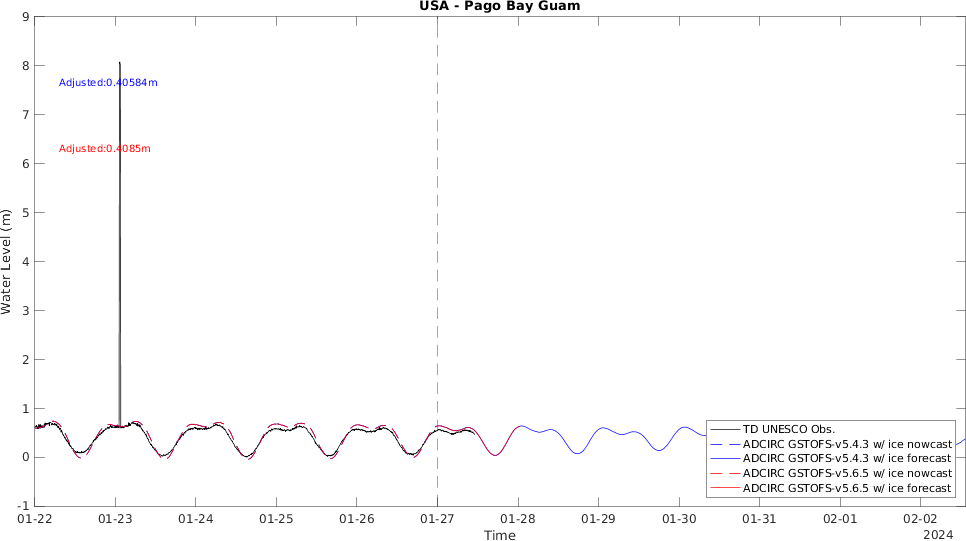 USA - Pago Bay Guam
9
8
7
6
5
4
3
2
1
0
-1
Water Level (m)
Adjusted:0.40584m
Adjusted:0.4085m
TD UNESCO Obs.
ADCIRC GSTOFS-v5.4.3 w/ ice nowcast
ADCIRC GSTOFS-v5.4.3 w/ ice forecast
ADCIRC GSTOFS-v5.6.5 w/ ice nowcast
ADCIRC GSTOFS-v5.6.5 w/ ice forecast
01-22 01-23 01-24 01-25 01-26 01-27 01-28 01-29 01-30 01-31 02-01 02-02
Time
2024